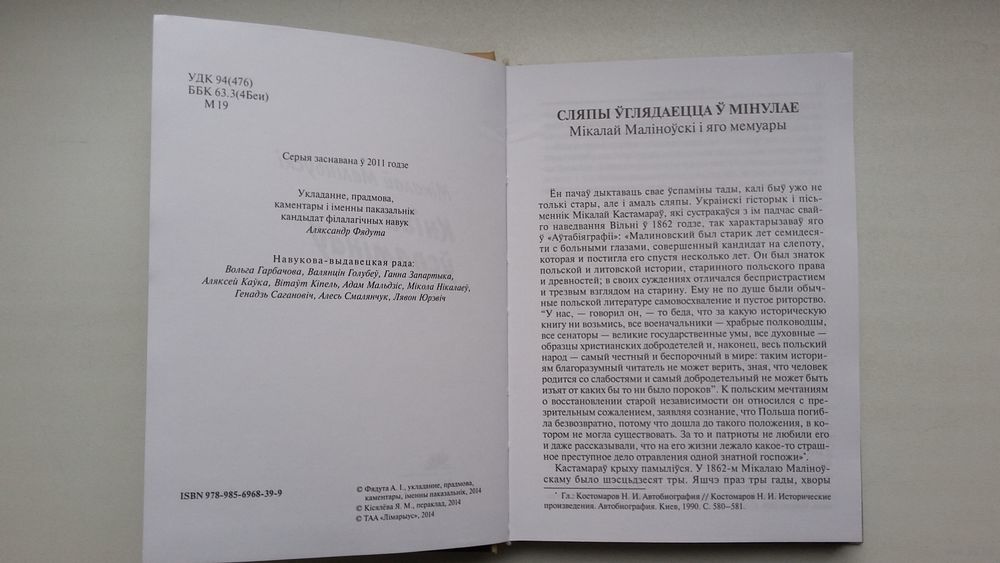 УДК 94(476)
ББК 63.3(4Беи)
М 19
Серыя заснавана ў 2011 годзе
Укладанне, прадмова,
каментары і іменны паказальнік
кандыдат філалагічных навук
Аляксандр Фядута
Навукова-выдавецкая рада:
Вольга Гарбачова, Валянцін Голубеў, Ганна Запартыка,
Аляксей Каўка, Вітаўт Кіпель, Адам Мальдзіс, Мікола Нікалаеў,
Генадзь Сагановіч, Алесь Смалянчук, Лявон Юрэвіч
ISBN 978-985-6968-39-9
© Фядута А. І., укладанне, прадмова,
каментары, іменны паказальнік, 2014
© Кісялёва Я. М., пераклад, 2014
© ТАА «Лімарыус», 2014
СЛЯПЫ ЎГЛЯДАЕЦЦА Ў МІНУЛАЕ
Мікалай Маліноўскі і яго мемуары
Ён пачаў дыктаваць свае ўспаміны тады, калі быў ужо не
толькі стары, але і амаль сляпы. Украінскі гісторык і пісь-
меннік Мікалай Кастамараў, які сустракаўся з ім падчас свай-
го наведвання Вільні ў 1862 годзе, так характарызаваў яго
ў «Аўтабіяграфіі»: «Малиновский был старик лет семидеся-
ти с больными глазами, совершенный кандидат на слепоту,
которая и постигла его спустя несколько лет. Он был знаток
польской и литовской истории, старинного польского права
и древностей; в своих суждениях отличался беспристрастием
и трезвым взглядом на старину. Ему не по душе были обыч-
ные польской литературе самовосхваление и пустое риторство.
“У нас, — говорил он, — то беда, что за какую историческую
книгу ни возьмись, все военачальники — храбрые полководцы,
все сенаторы — великие государственные умы, все духовные —
образцы христианских добродетелей и, наконец, весь польский
народ — самый честный и беспорочный в мире: таким истори-
ям благоразумный читатель не может верить, зная, что человек
родится со слабостями и самый добродетельный не может быть
изъят от каких бы то ни было пороков”. К польским мечтаниям
о восстановлении старой независимости он относился с пре-
зрительным сожалением, заявляя сознание, что Польша погиб-
ла безвозвратно, потому что дошла до такого положения, в ко-
тором не могла существовать. За то и патриоты не любили его и
даже рассказывали, что на его жизни лежало какое-то страш-
ное преступное дело отравления одной знатной госпожи»*.
Кастамараў крыху памыліўся. У 1862-м Мікалаю Маліноў-
скаму было шэсцьдзесят тры. Яшчэ праз тры гады, хворы
* Гл.: Костомаров Н. И. Автобиография // Костомаров Н. И. Исторические
произведения. Автобиография. Киев, 1990. С. 580–581.